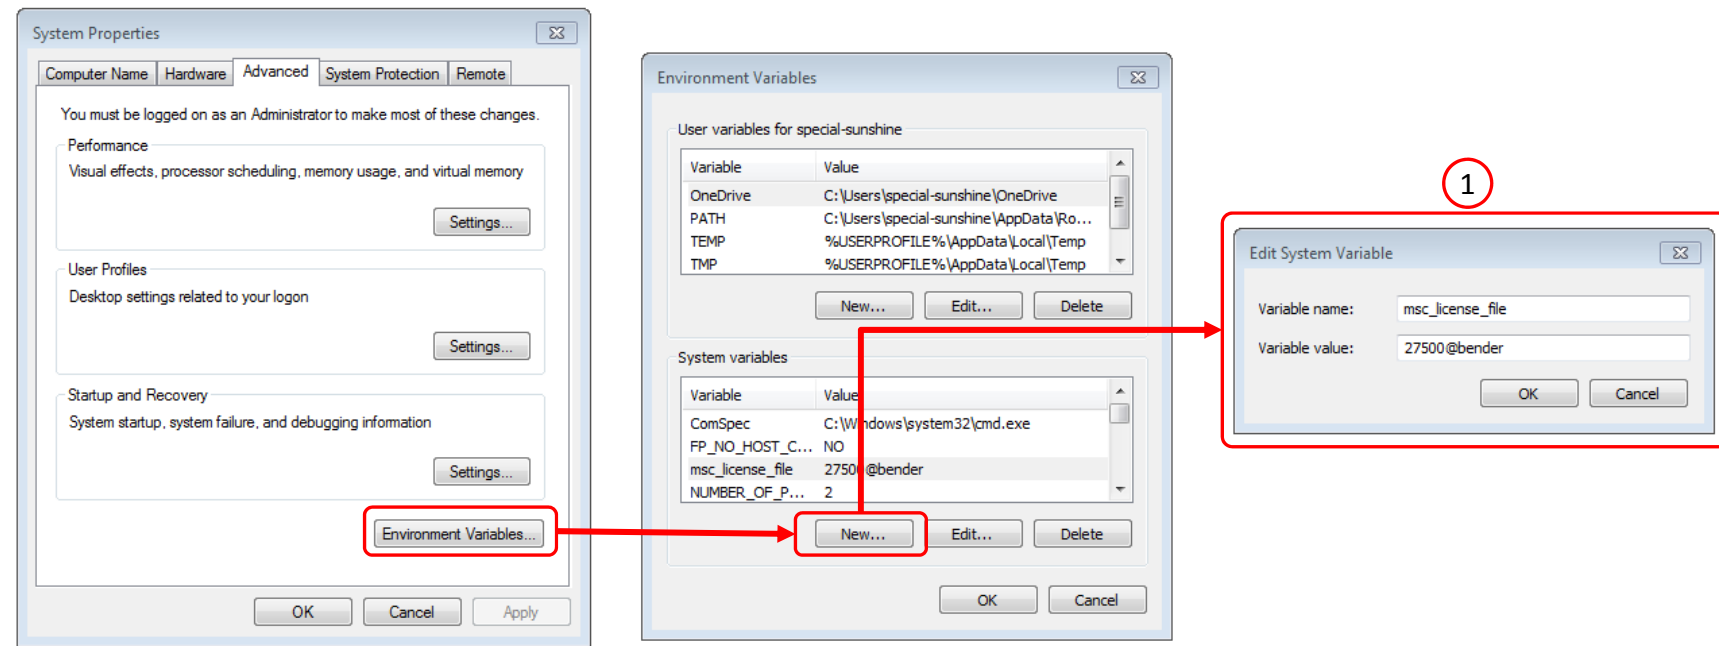 System Properties
Computer Name Hardware Advanced System Protection Remote
You must be logged on as an Administrator to make most of these changes.
Performance
Visual effects, processor scheduling, memory usage, and virtual memory
Settings...
User Profiles
Desktop settings related to your logon
Settings...
Startup and Recovery
System startup, system failure, and debugging information
Settings...
Environment Variables...
OK Cancel Apply
Environment Variables
User variables for special-sunshine
Variable Value
OneDrive C:\Users\special-sunshine\OneDrive
PATH C:\Users\special-sunshine\AppData\Ro...
TEMP %USERPROFILE%\AppData\Local\Temp
TMP %USERPROFILE%\AppData\Local\Temp
New... Edit... Delete
System variables
Variable Value
ComSpec C:\Windows\system32\cmd.exe
FP_NO_HOST_C... NO
msc_license_file 27500@bender
NUMBER_OF_P... 2
New... Edit... Delete
OK Cancel
1
Edit System Variable
Variable name: msc_license_file
Variable value: 27500@bender
OK Cancel